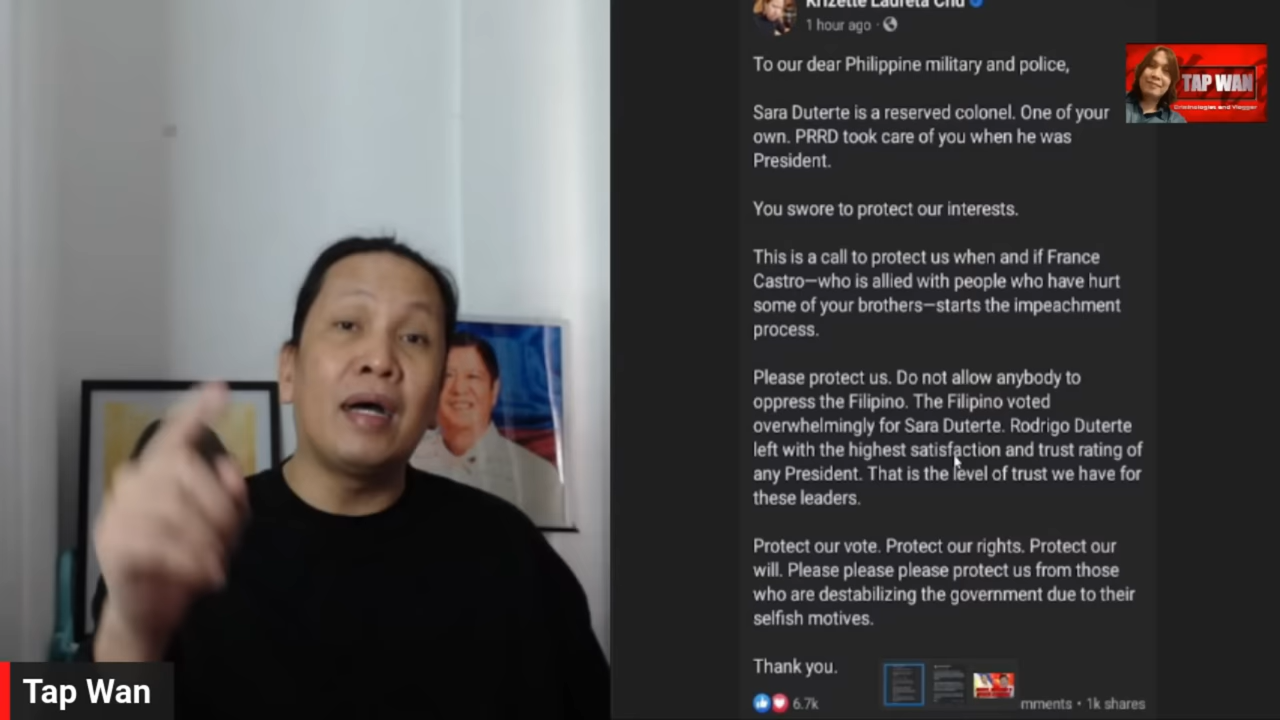 Krizette Laureta Chu
1 hour ago ·
To our dear Philippine military and police,
Sara Duterte is a reserved colonel. One of your
own. PRRD took care of you when he was
President.
You swore to protect our interests.
This is a call to protect us when and if France
Castro—who is allied with people who have hurt
some of your brothers—starts the impeachment
process.
Please protect us. Do not allow anybody to
oppress the Filipino. The Filipino voted
overwhelmingly for Sara Duterte. Rodrigo Duterte
left with the highest satisfaction and trust rating of
any President. That is the level of trust we have for
these leaders.
Protect our vote. Protect our rights. Protect our
will. Please please please protect us from those
who are destabilizing the government due to their
selfish motives.
Thank you.
6.7k
mments • 1k shares
TAP WAN
Criminologist and Vlogger
Tap Wan